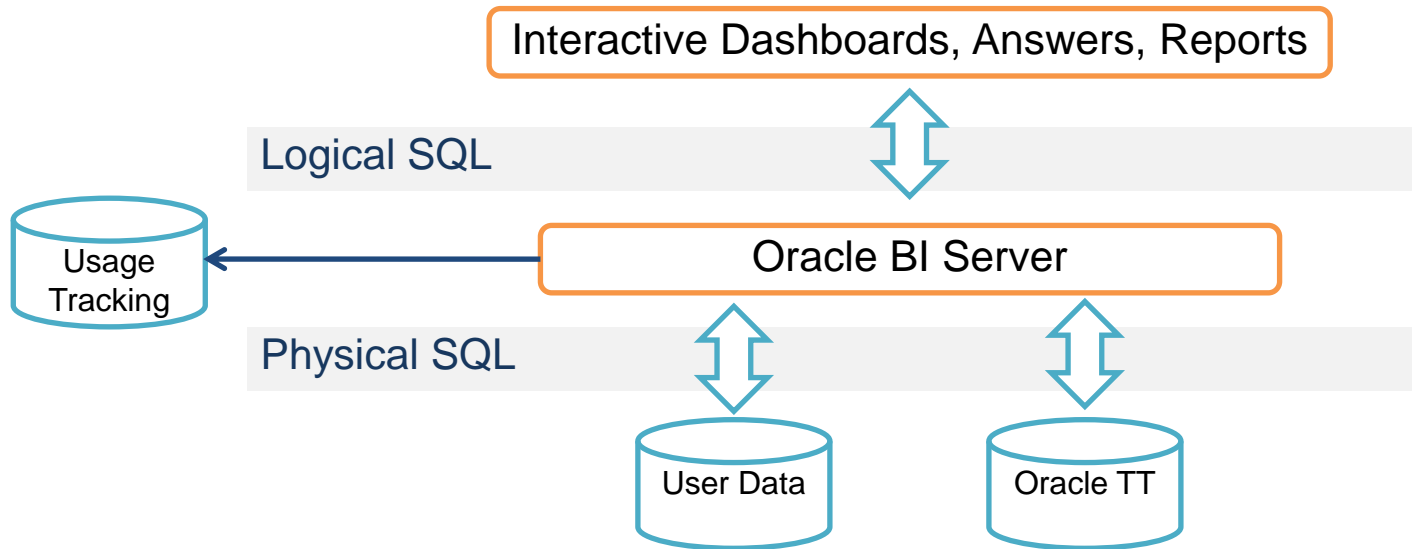 Interactive Dashboards, Answers, Reports
Logical SQL
Usage
Tracking
Oracle BI Server
Physical SQL
User Data
Oracle TT